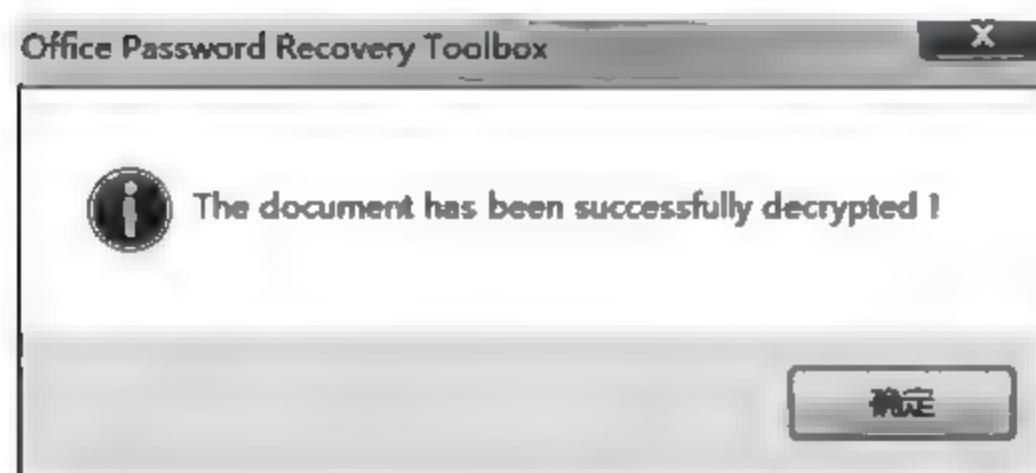 Office Password Recovery Toolbox
The document has been successfully decrypted !
确定